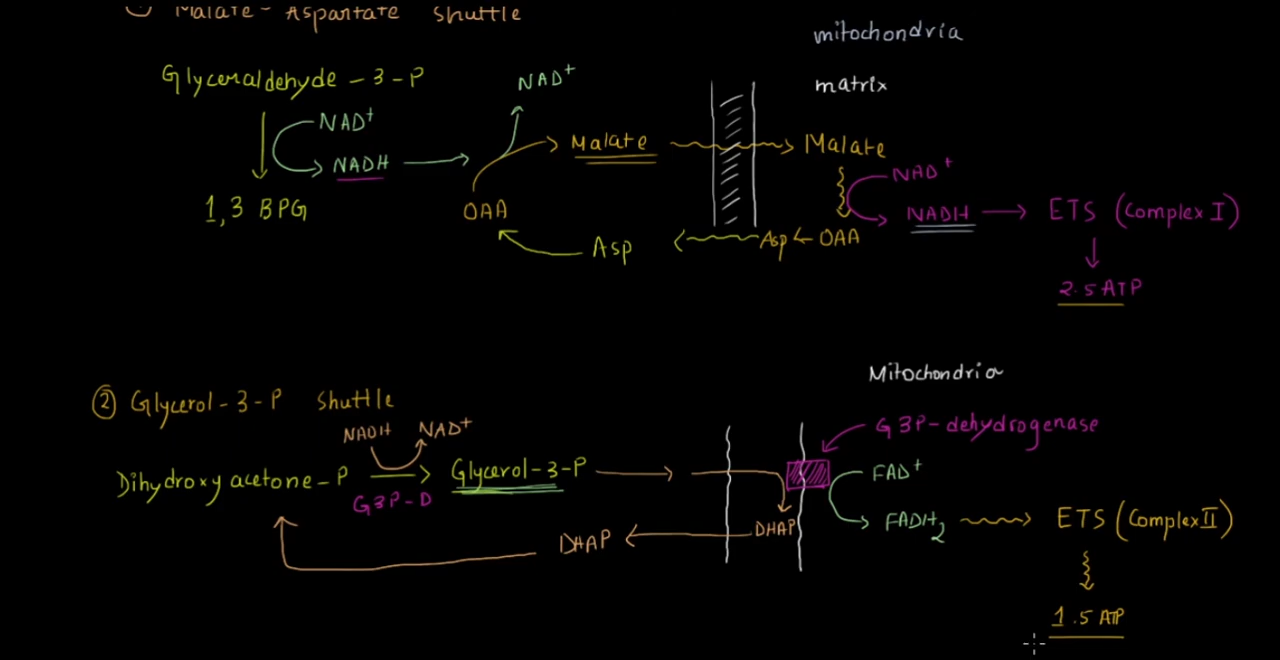 ① Malate - Aspartate shuttle
mitochondria
matrix
Glyceraldehyde - 3 - P
NAD+
NAD+
NADH
Malate
Malate
NAD+
1,3 BPG
OAA
NADH
ETS (Complex I)
Asp
Asp
OAA
2.5 ATP
Mitochondria
② Glycerol - 3 - P shuttle
NADH
NAD+
G3P - dehydrogenase
Dihydroxy acetone - P
Glycerol - 3 - P
FAD+
G3P - D
DHAP
DHAP
FADH2
ETS (Complex II)
1.5 ATP